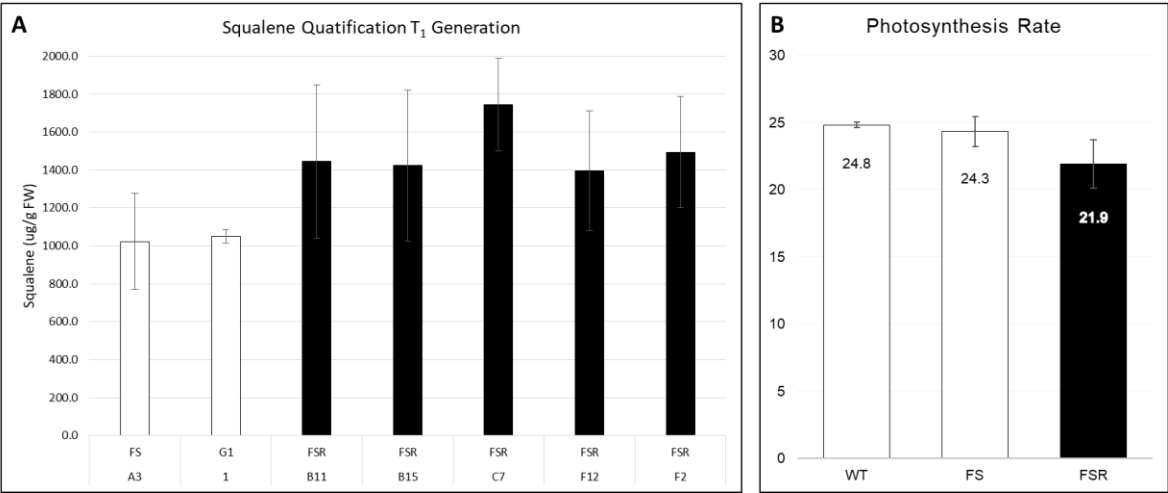 A
Squalene Quatification T1 Generation
Squalene (ug/g FW)
2000.0
1800.0
1600.0
1400.0
1200.0
1000.0
800.0
600.0
400.0
200.0
0.0
FS G1 FSR FSR FSR FSR FSR
A3 1 B11 B15 C7 F12 F2
B
Photosynthesis Rate
30
25
20
15
10
5
0
24.8 24.3 21.9
WT FS FSR